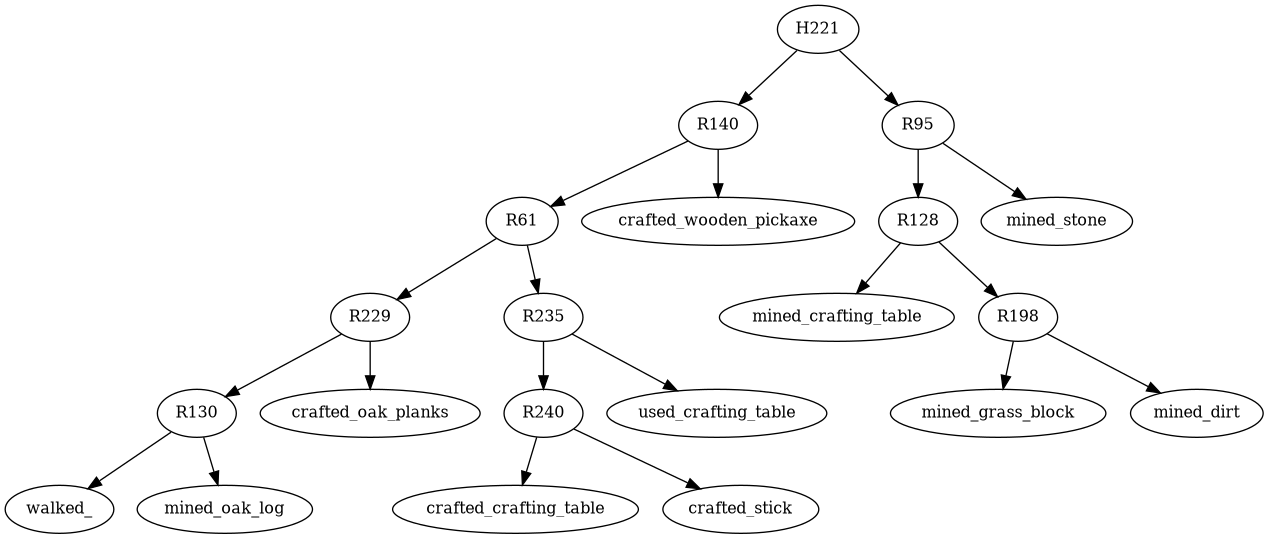 H221
R140
R95
R61
crafted_wooden_pickaxe
R128
mined_stone
R229
R235
mined_crafting_table
R198
R130
crafted_oak_planks
R240
used_crafting_table
mined_grass_block
mined_dirt
walked_
mined_oak_log
crafted_crafting_table
crafted_stick